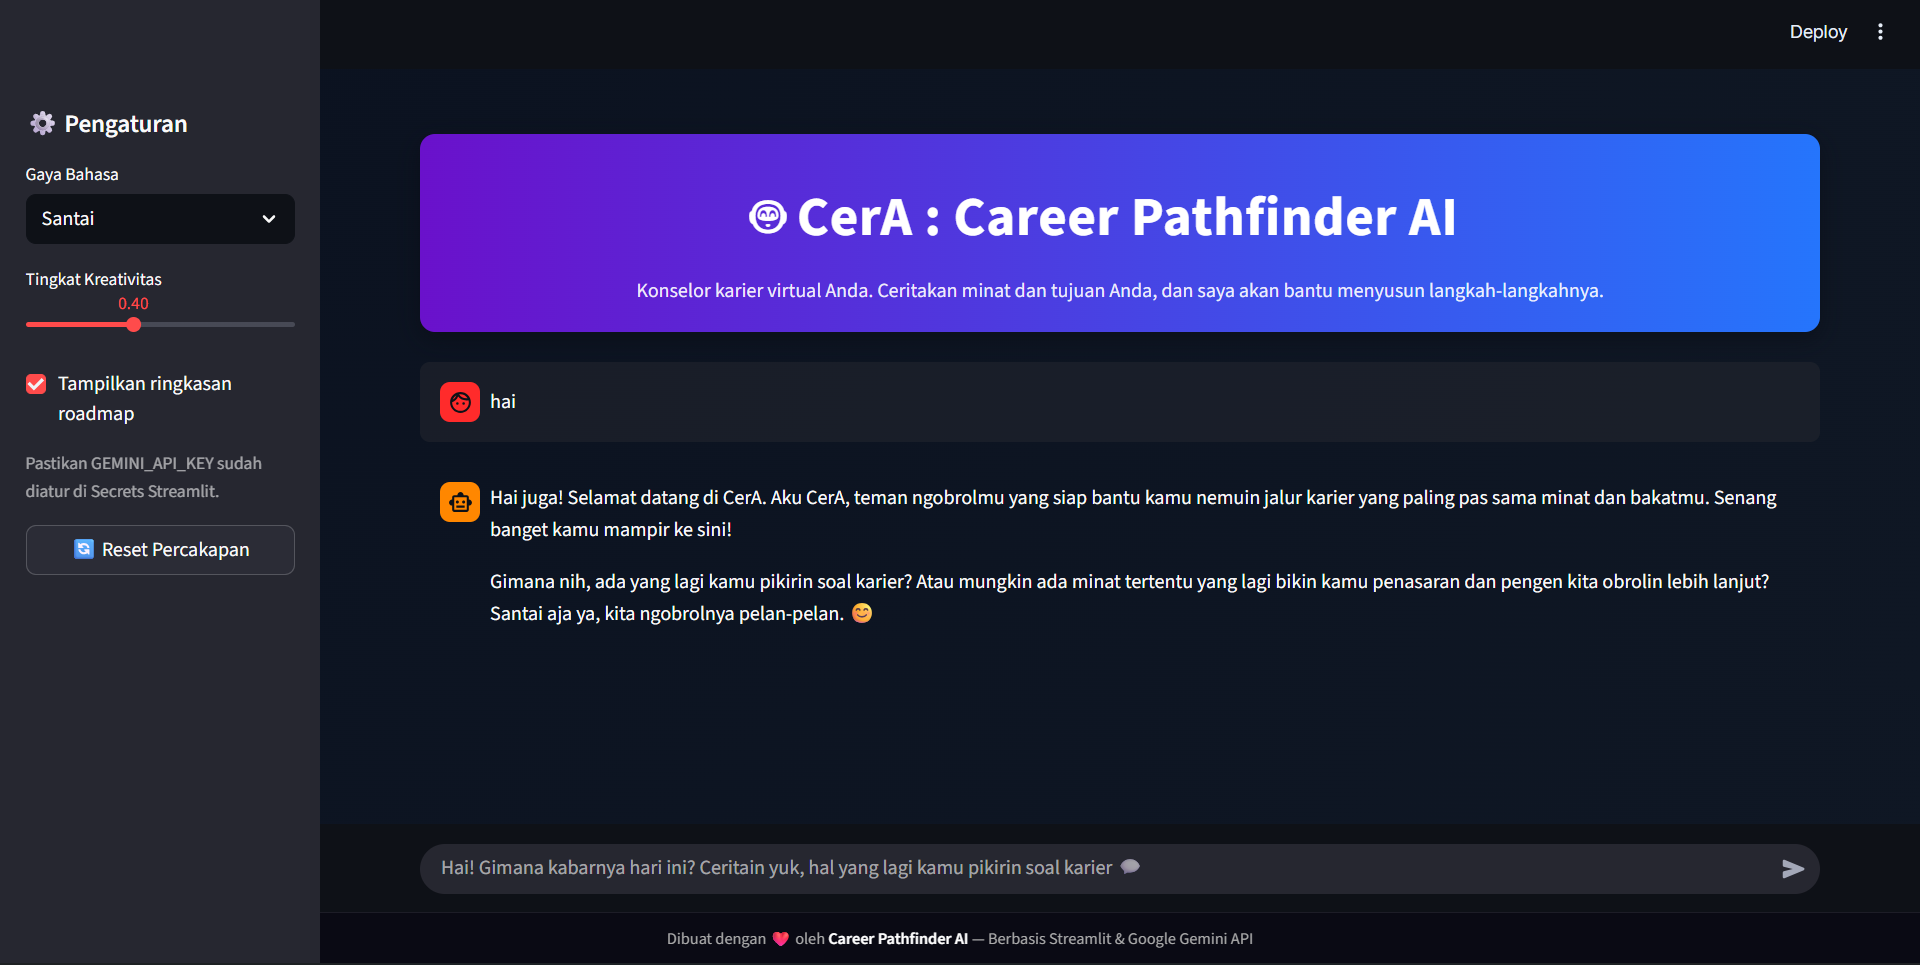 Deploy
Pengaturan
Gaya Bahasa
Santai
Tingkat Kreativitas
0.40
Tampilkan ringkasan
roadmap
Pastikan GEMINI_API_KEY sudah
diatur di Secrets Streamlit.
Reset Percakapan
CerA : Career Pathfinder AI
Konselor karier virtual Anda. Ceritakan minat dan tujuan Anda, dan saya akan bantu menyusun langkah-langkahnya.
hai
Hai juga! Selamat datang di CerA. Aku CerA, teman ngobrolmu yang siap bantu kamu nemuin jalur karier yang paling pas sama minat dan bakatmu. Senang
banget kamu mampir ke sini!
Gimana nih, ada yang lagi kamu pikirin soal karier? Atau mungkin ada minat tertentu yang lagi bikin kamu penasaran dan pengen kita obrolin lebih lanjut?
Santai aja ya, kita ngobrolnya pelan-pelan. 😊
Hai! Gimana kabarnya hari ini? Ceritain yuk, hal yang lagi kamu pikirin soal karier 💬
Dibuat dengan ❤️ oleh Career Pathfinder AI — Berbasis Streamlit & Google Gemini API